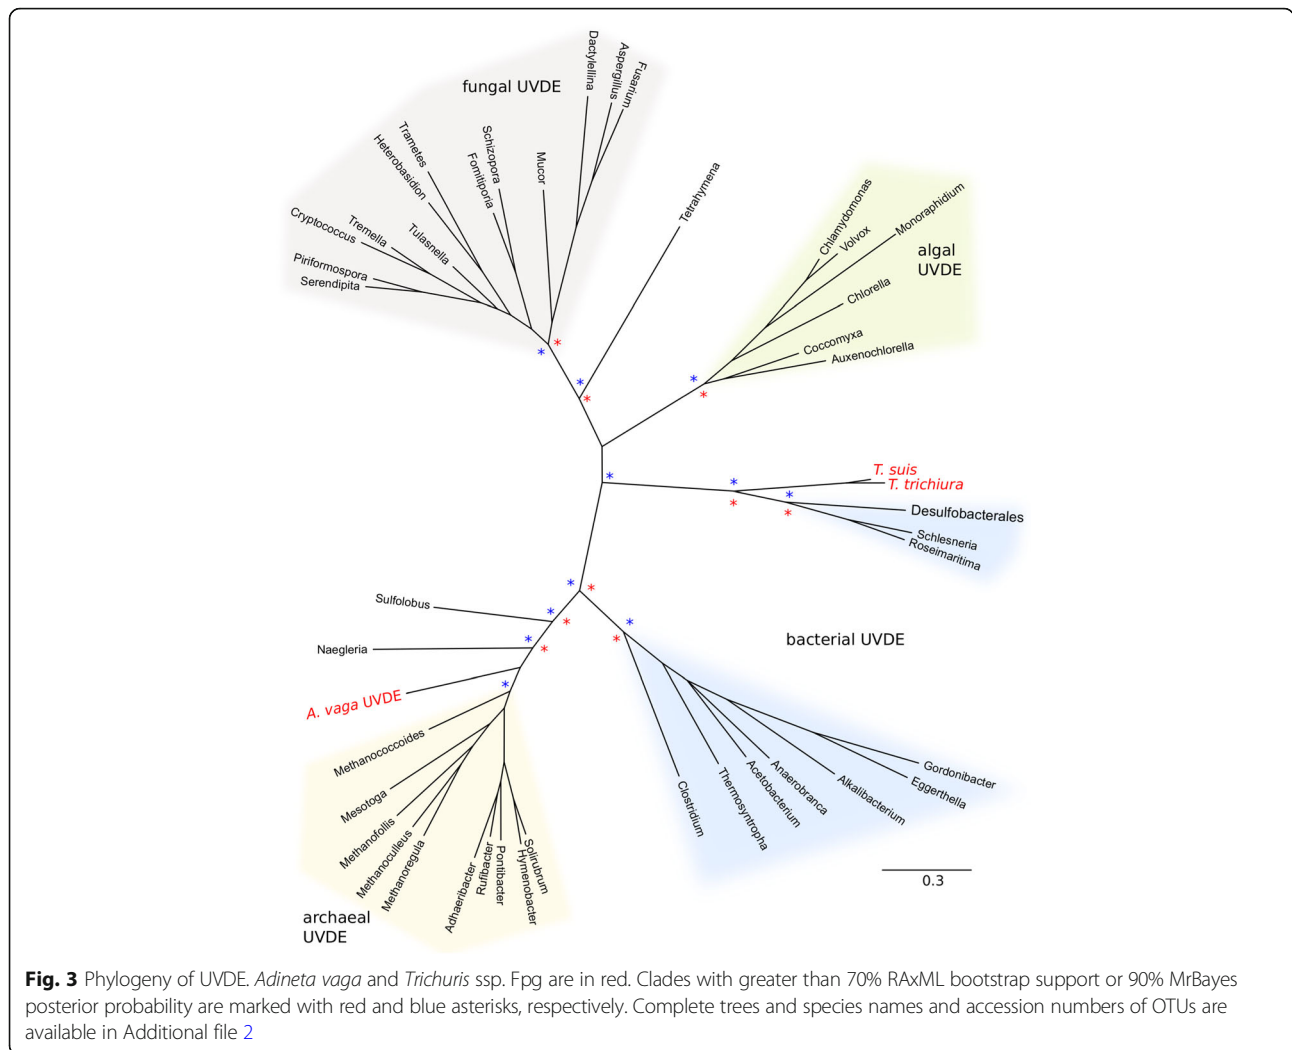 fungal UVDE
Dactylellina
Aspergillus
Fusarium
Trametes
Heterobasidion
Schizopora
Fomitiporia
Mucor
Cryptococcus
Tremella
Tulasnella
Piriformospora
Serendipita
Tetrahymena
Chlamydomonas
Volvox
Monoraphidium
algal
UVDE
Chlorella
Coccomyxa
Auxenochlorella
*
*
*
*
*
*
*
*
*
*
*
T. suis
T. trichiura
Desulfobacterales
Schlesneria
Roseimaritima
*
*
*
*
*
*
*
*
*
Sulfolobus
Naegleria
A. vaga UVDE
bacterial UVDE
Methanococcoides
Mesotoga
Methanofollis
Methanoculleus
Methanoregula
Adhaeribacter
Rufibacter
Pontibacter
Solirubrum
Hymenobacter
archaeal
UVDE
Clostridium
Thermosyntropha
Acetobacterium
Anaerobranca
Alkalibacterium
Gordonibacter
Eggerthella
0.3
Fig. 3 Phylogeny of UVDE. Adineta vaga and Trichuris ssp. Fpg are in red. Clades with greater than 70% RAxML bootstrap support or 90% MrBayes
posterior probability are marked with red and blue asterisks, respectively. Complete trees and species names and accession numbers of OTUs are
available in Additional file 2